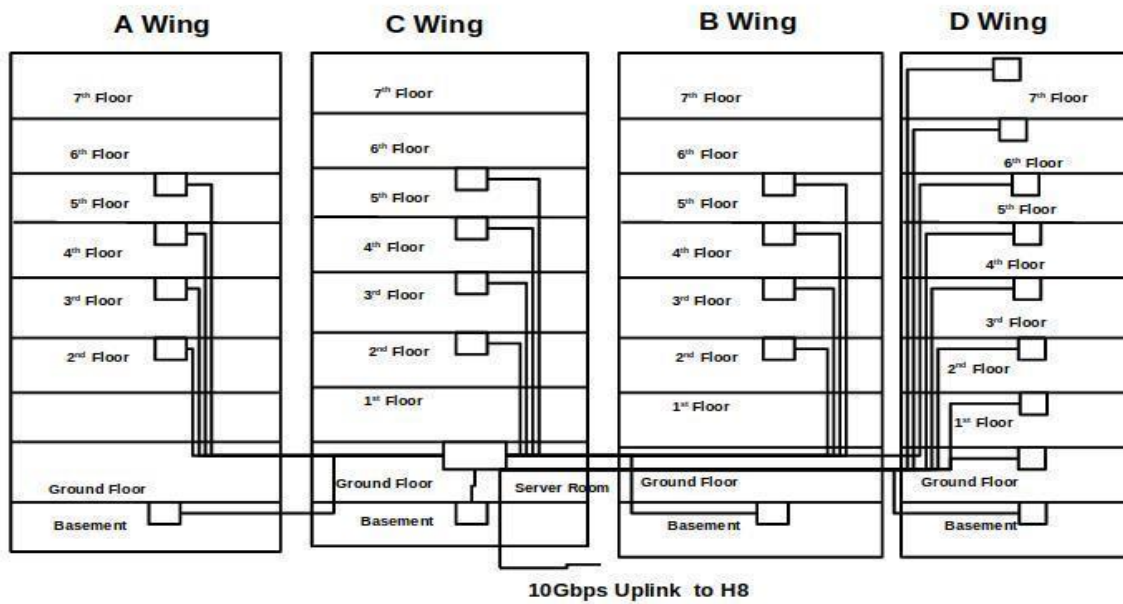 A Wing
C Wing
B Wing
D Wing
7th Floor
6th Floor
5th Floor
4th Floor
3rd Floor
2nd Floor
Ground Floor
Basement
7th Floor
6th Floor
5th Floor
4th Floor
3rd Floor
2nd Floor
1st Floor
Ground Floor
Server Room
Basement
7th Floor
6th Floor
5th Floor
4th Floor
3rd Floor
2nd Floor
1st Floor
Ground Floor
Basement
7th Floor
6th Floor
5th Floor
4th Floor
3rd Floor
2nd Floor
1st Floor
Ground Floor
Basement
10Gbps Uplink to H8